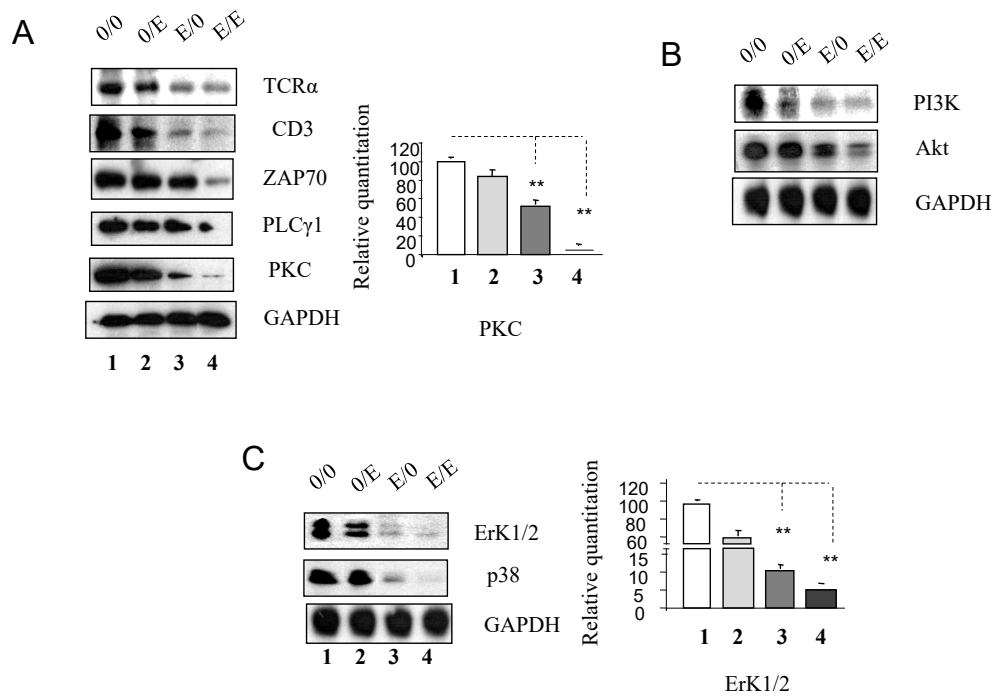 A
0/0 0/E E/0 E/E
TCRα
CD3
ZAP70
PLCγ1
PKC
GAPDH
1 2 3 4
Relative quantitation
120
100
80
60
40
20
0
**
**
1 2 3 4
PKC
B
0/0 0/E E/0 E/E
PI3K
Akt
GAPDH
C
0/0 0/E E/0 E/E
ErK1/2
p38
GAPDH
1 2 3 4
Relative quantitation
120
100
80
60
15
10
5
0
**
**
1 2 3 4
ErK1/2